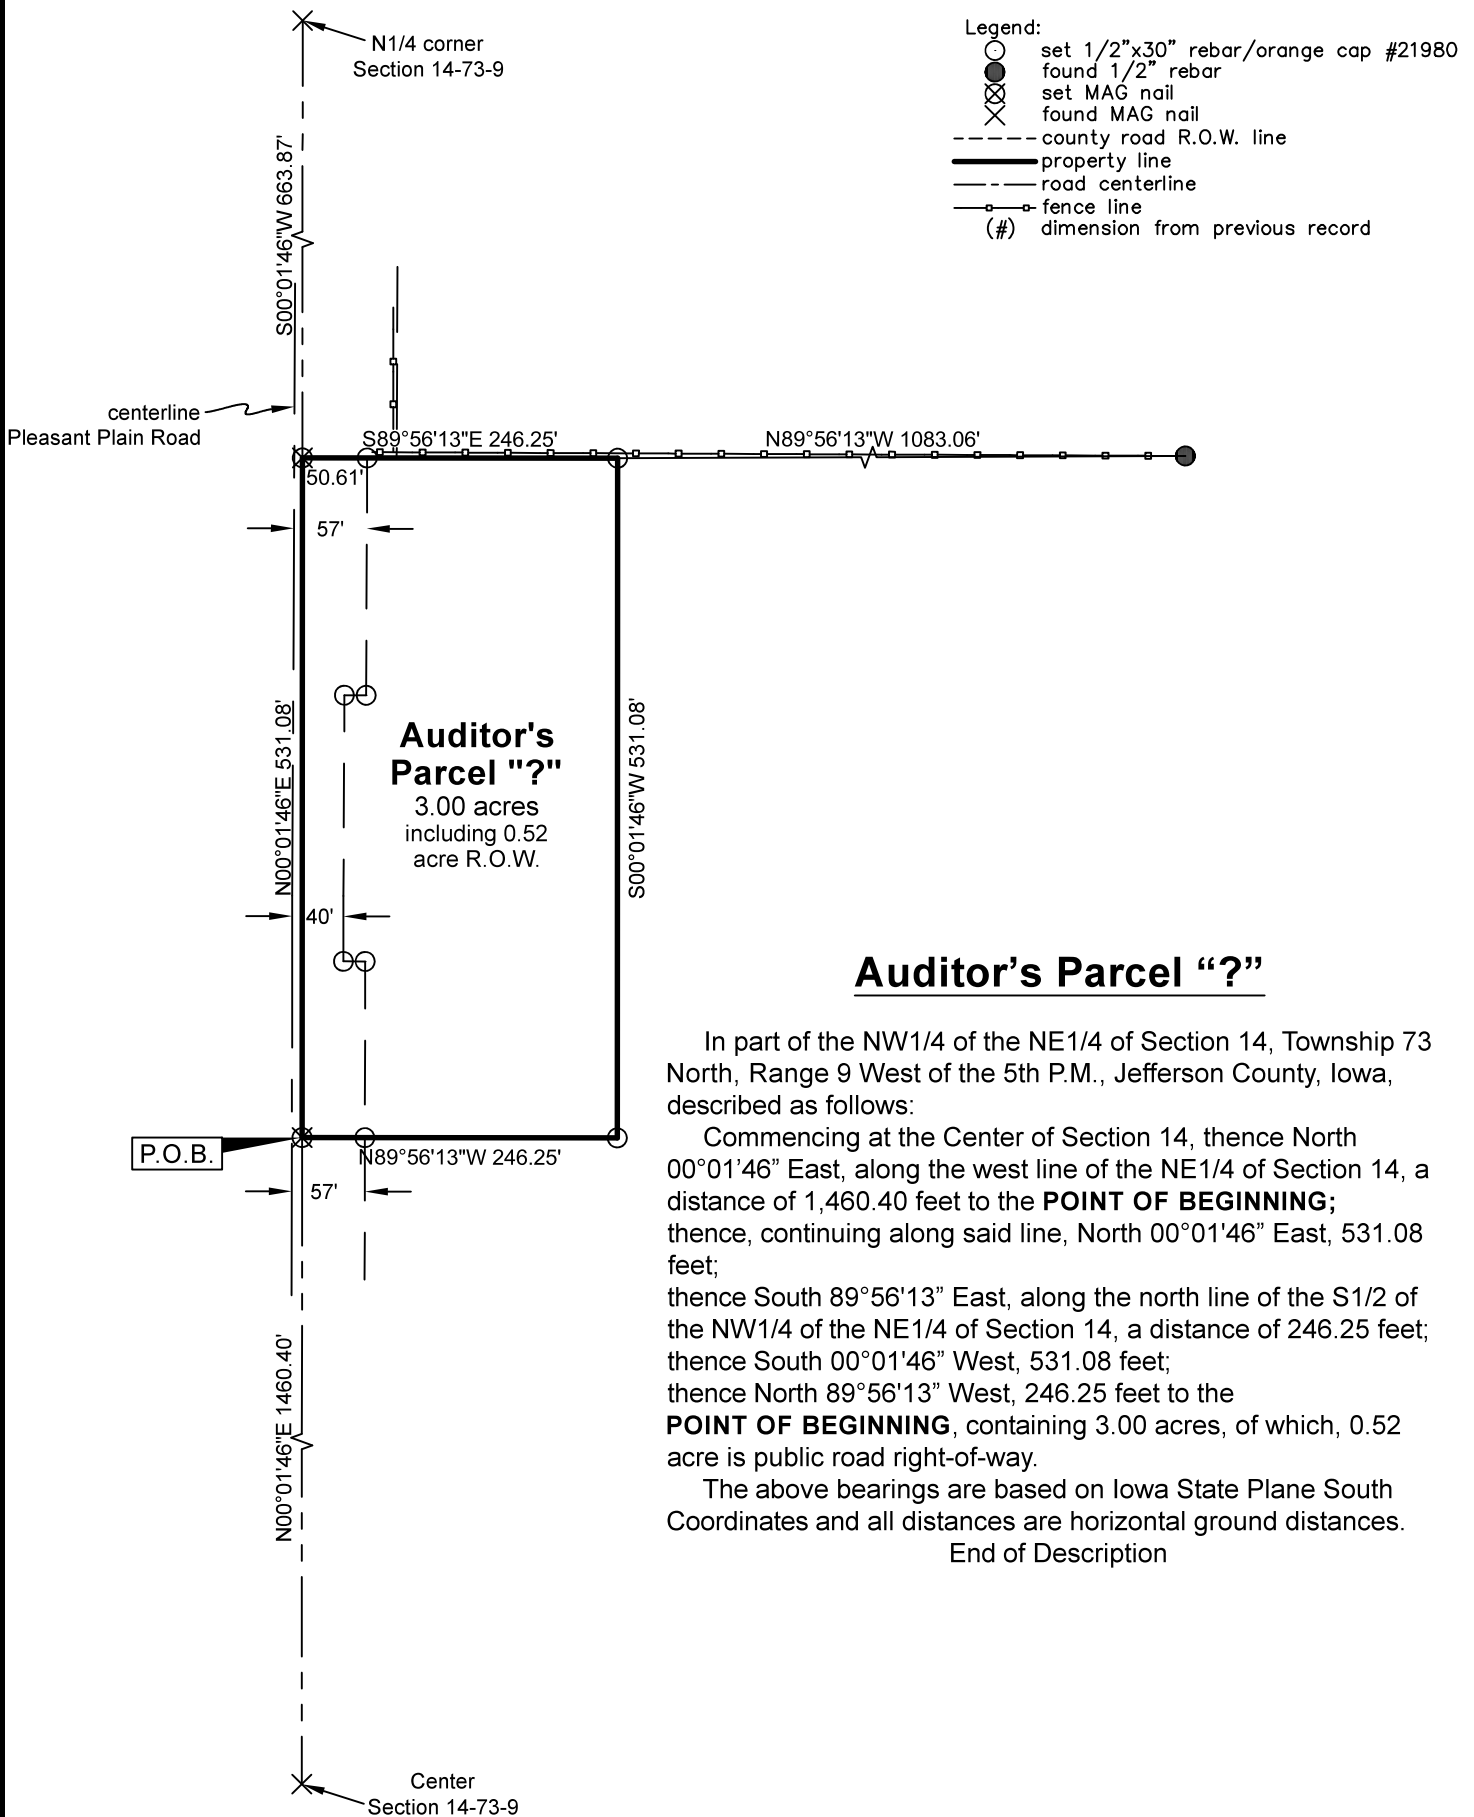 N1/4 corner
Section 14-73-9
Legend:
set 1/2"x30" rebar/orange cap #21980
found 1/2" rebar
set MAG nail
found MAG nail
county road R.O.W. line
property line
road centerline
fence line
(#) dimension from previous record
S00°01'46"W 663.87'
centerline
Pleasant Plain Road
S89°56'13"E 246.25'
N89°56'13"W 1083.06'
50.61'
57'
N00°01'46"E 531.08'
Auditor's
Parcel "?"
3.00 acres
including 0.52
acre R.O.W.
S00°01'46"W 531.08'
40'
P.O.B.
N89°56'13"W 246.25'
57'
N00°01'46"E 1460.40'
Center
Section 14-73-9
Auditor’s Parcel “?”
In part of the NW1/4 of the NE1/4 of Section 14, Township 73
North, Range 9 West of the 5th P.M., Jefferson County, Iowa,
described as follows:
Commencing at the Center of Section 14, thence North
00°01’46” East, along the west line of the NE1/4 of Section 14, a
distance of 1,460.40 feet to the POINT OF BEGINNING;
thence, continuing along said line, North 00°01'46” East, 531.08
feet;
thence South 89°56'13” East, along the north line of the S1/2 of
the NW1/4 of the NE1/4 of Section 14, a distance of 246.25 feet;
thence South 00°01'46” West, 531.08 feet;
thence North 89°56'13” West, 246.25 feet to the
POINT OF BEGINNING, containing 3.00 acres, of which, 0.52
acre is public road right-of-way.
The above bearings are based on Iowa State Plane South
Coordinates and all distances are horizontal ground distances.
End of Description